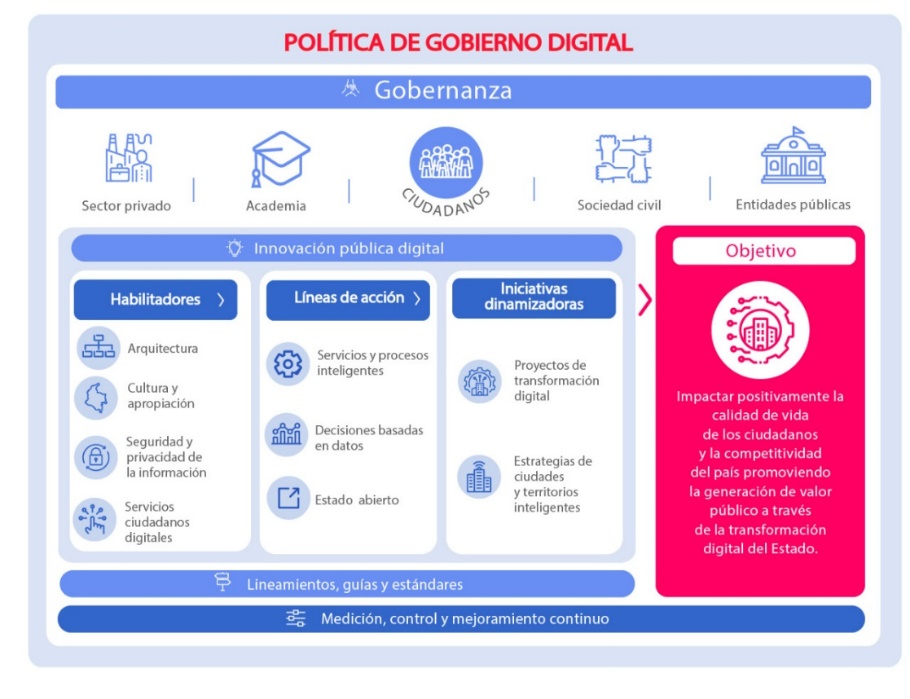 POLÍTICA DE GOBIERNO DIGITAL
Gobernanza
Sector privado
Academia
CIUDADANOS
Sociedad civil
Entidades públicas
Innovación pública digital
Habilitadores
Arquitectura
Cultura y
apropiación
Seguridad y
privacidad de
la información
Servicios
ciudadanos
digitales
Líneas de acción
Servicios y procesos
inteligentes
Decisiones basadas
en datos
Estado abierto
Iniciativas
dinamizadoras
Proyectos de
transformación
digital
Estrategias de
ciudades
y territorios
inteligentes
Objetivo
Impactar positivamente la
calidad de vida
de los ciudadanos
y la competitividad
del país promoviendo
la generación de valor
público a través
de la transformación
digital del Estado.
Lineamientos, guías y estándares
Medición, control y mejoramiento continuo